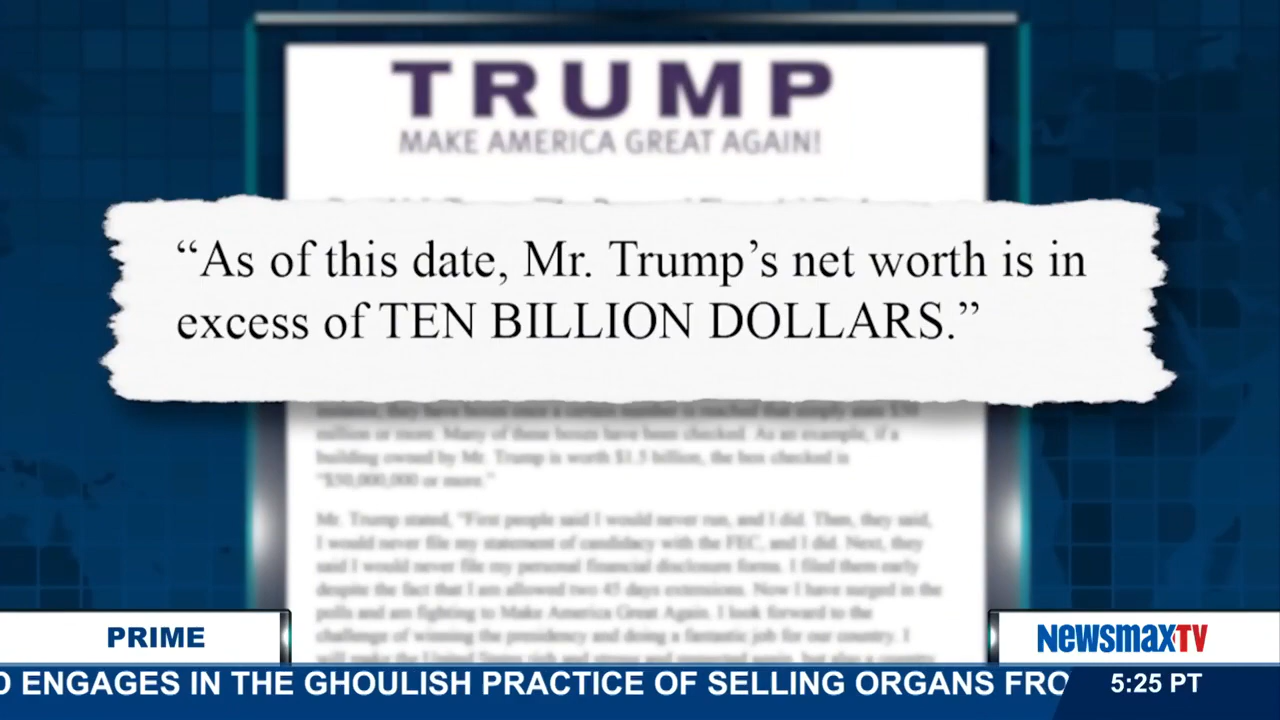 TRUMP
MAKE AMERICA GREAT AGAIN!
“As of this date, Mr. Trump’s net worth is in
excess of TEN BILLION DOLLARS.”
million or more. Many of these boxes have been checked. As an example, if a
building owned by Mr. Trump is worth $1.5 billion, the box checked is
"$50,000,000 or more."
Mr. Trump stated, "First people said I would never run, and I did. Then, they said,
I would never file my statement of candidacy with the FEC, and I did. Next, they
said I would never file my personal financial disclosure forms. I filed them early
despite the fact that I am allowed two 45 days extensions. Now I have surged in the
polls and am fighting to Make America Great Again. I look forward to the
challenge of winning the presidency and doing a fantastic job for our country. I
PRIME
NEWSMAXTV
ENGAGES IN THE GHOULISH PRACTICE OF SELLING ORGANS
5:25 PT